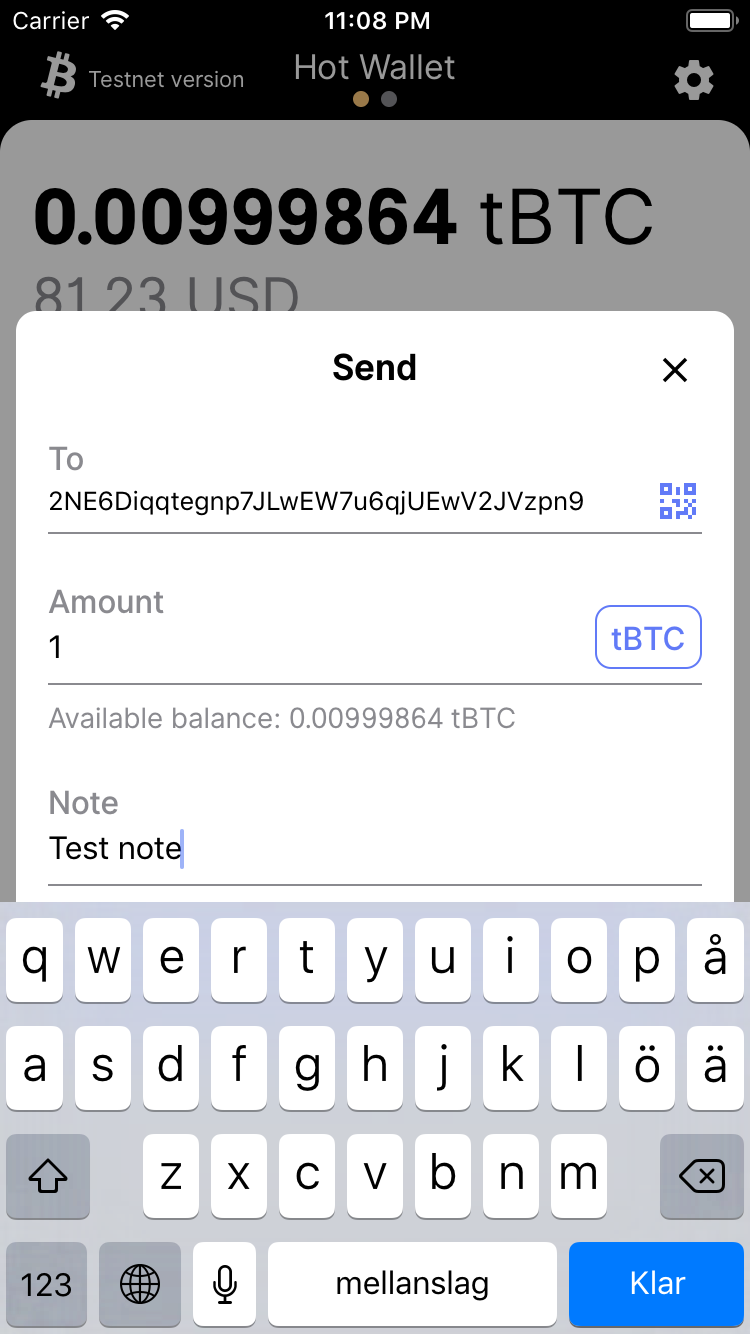 Carrier 11:08 PM
Testnet version Hot Wallet
0.00999864 tBTC
81.23 USD
Send
To
2NE6Diqqtegnp7JLwEW7u6qjUEwV2JVzpn9
Amount
1 tBTC
Available balance: 0.00999864 tBTC
Note
Test note
q w e r t y u i o p å
a s d f g h j k l ö ä
z x c v b n m
123 mellanslag Klar